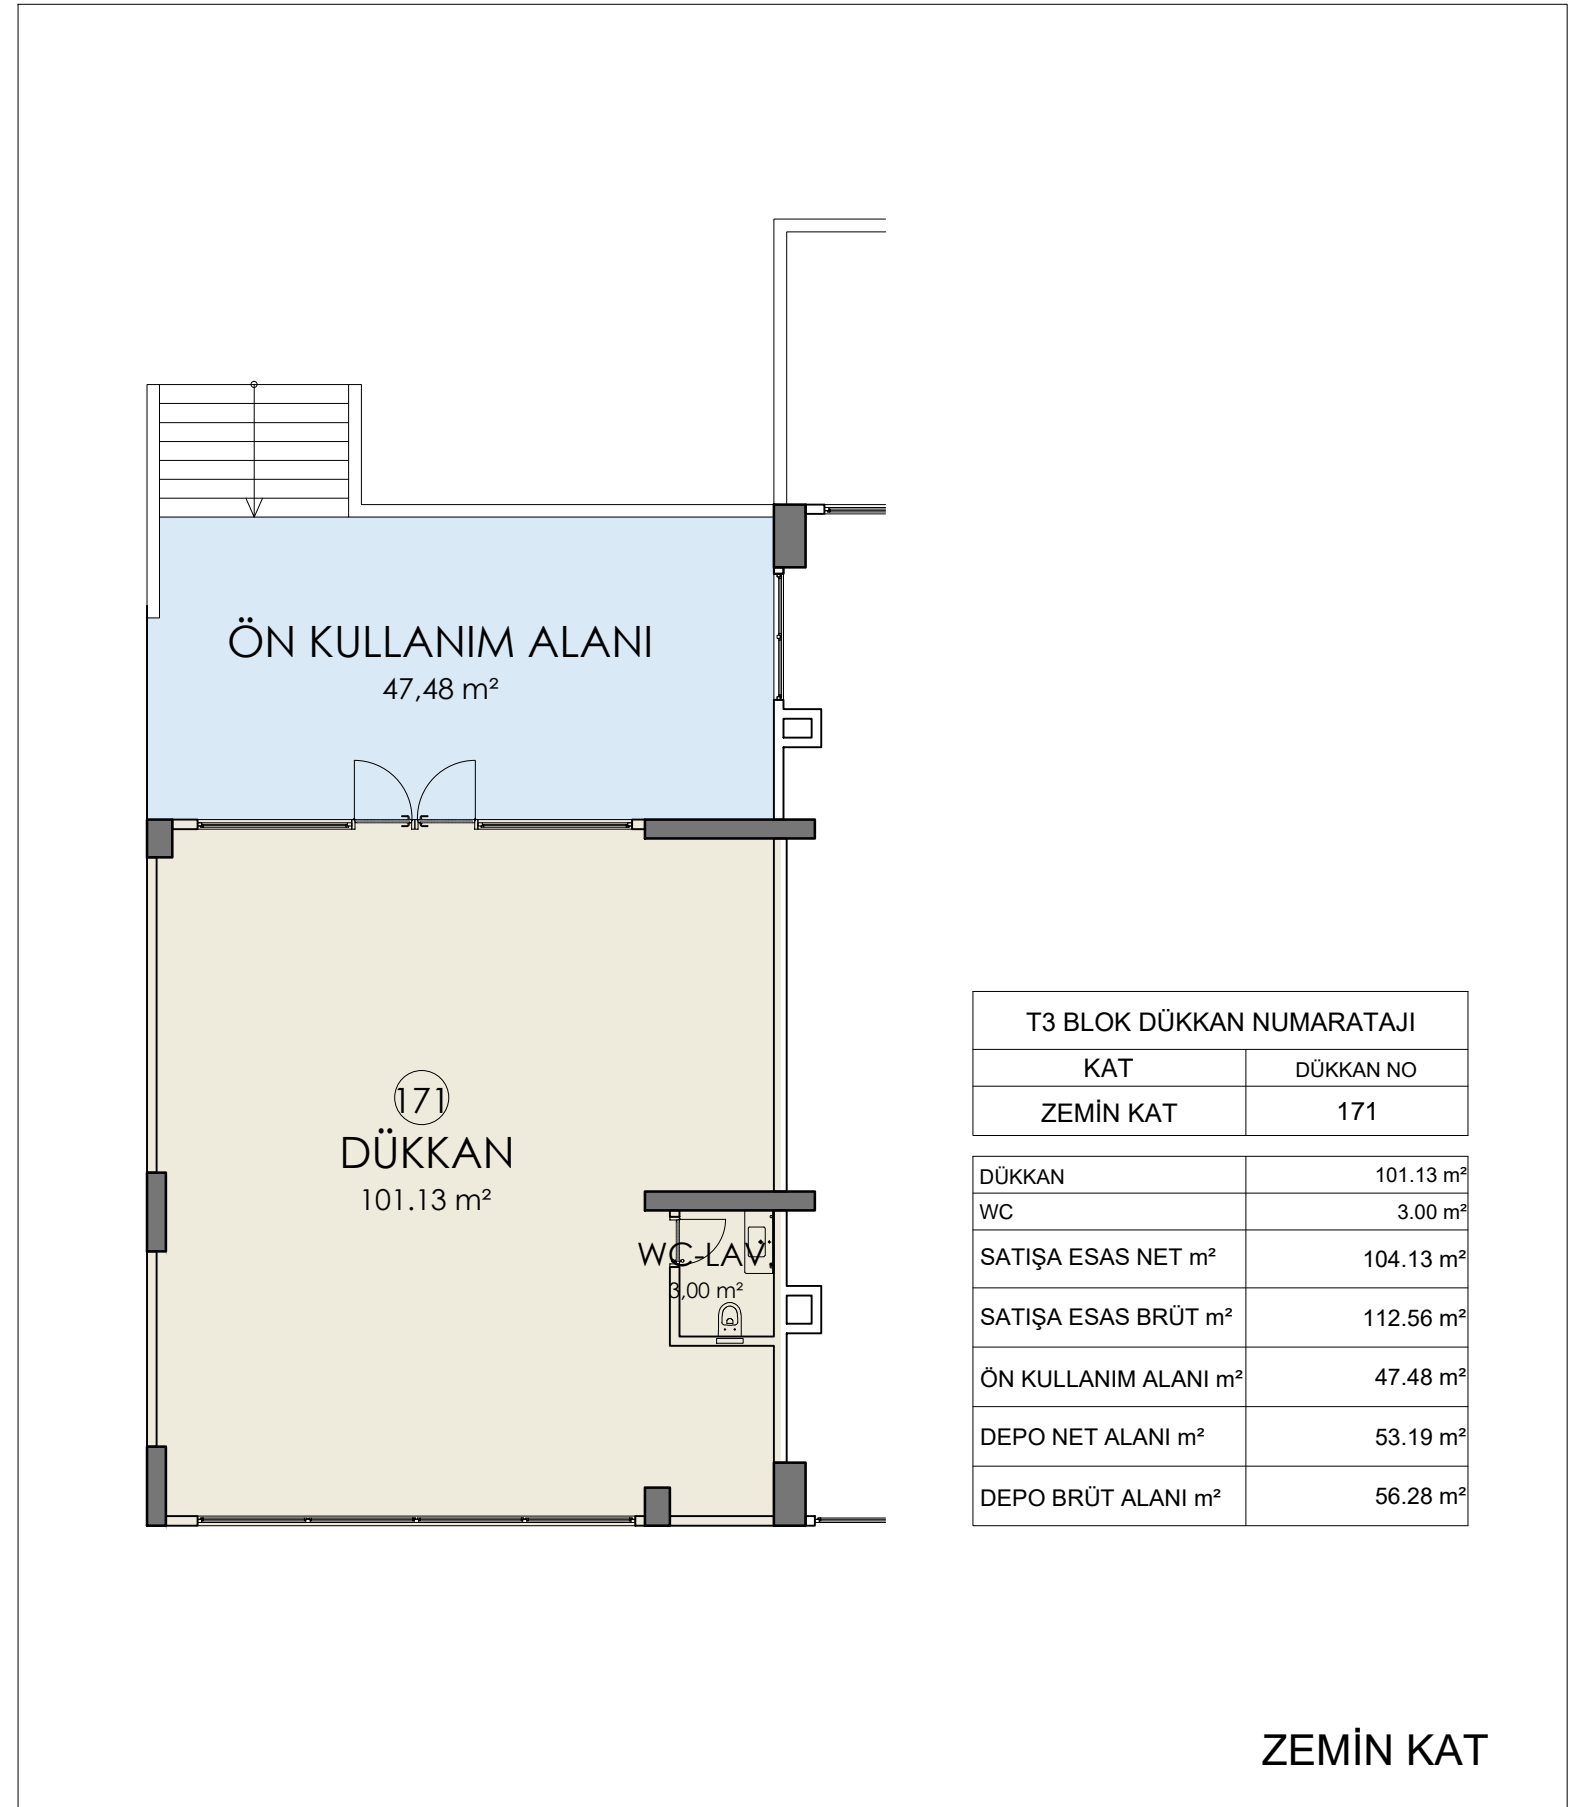 ÖN KULLANIM ALANI
47,48 m²
171
DÜKKAN
101.13 m²
WC-LAV
3,00 m²
T3 BLOK DÜKKAN NUMARATAJI
KAT DÜKKAN NO
ZEMİN KAT 171
DÜKKAN 101.13 m²
WC 3.00 m²
SATIŞA ESAS NET m² 104.13 m²
SATIŞA ESAS BRÜT m² 112.56 m²
ÖN KULLANIM ALANI m² 47.48 m²
DEPO NET ALANI m² 53.19 m²
DEPO BRÜT ALANI m² 56.28 m²
ZEMİN KAT